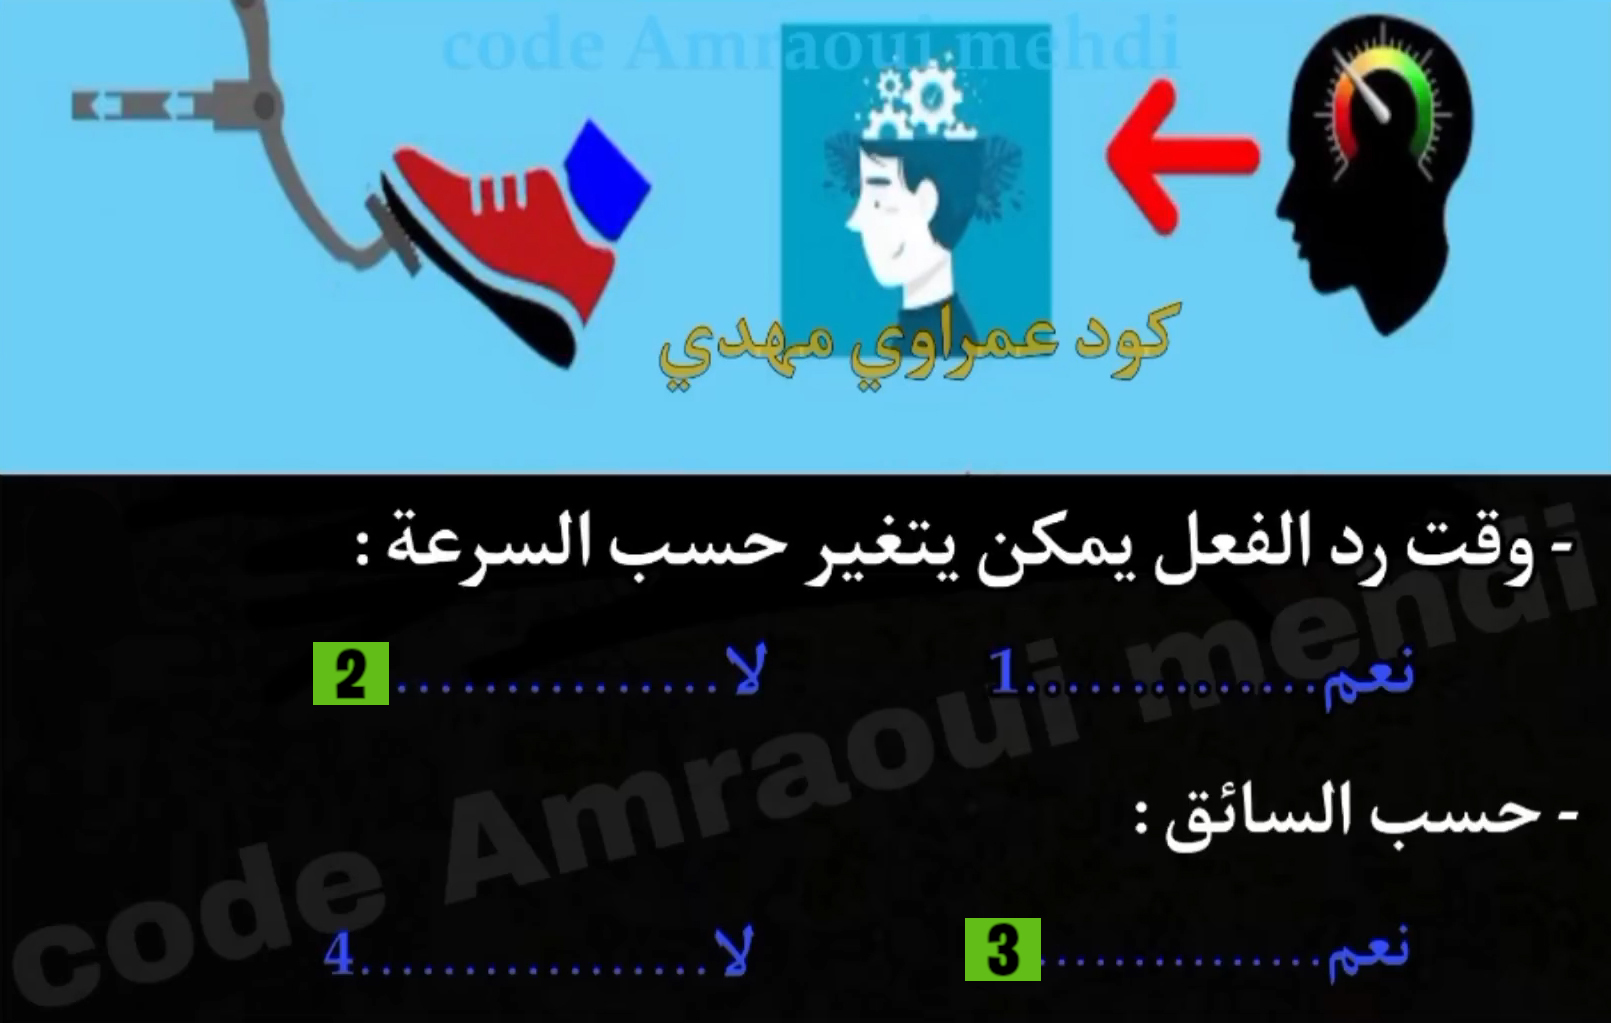 code Amraoui mehdi
كود عمراوي مهدي
- وقت رد الفعل يمكن يتغير حسب السرعة :
نعم.............1 لا................2
- حسب السائق :
نعم...............3 لا..................4
code Amraoui mehdi